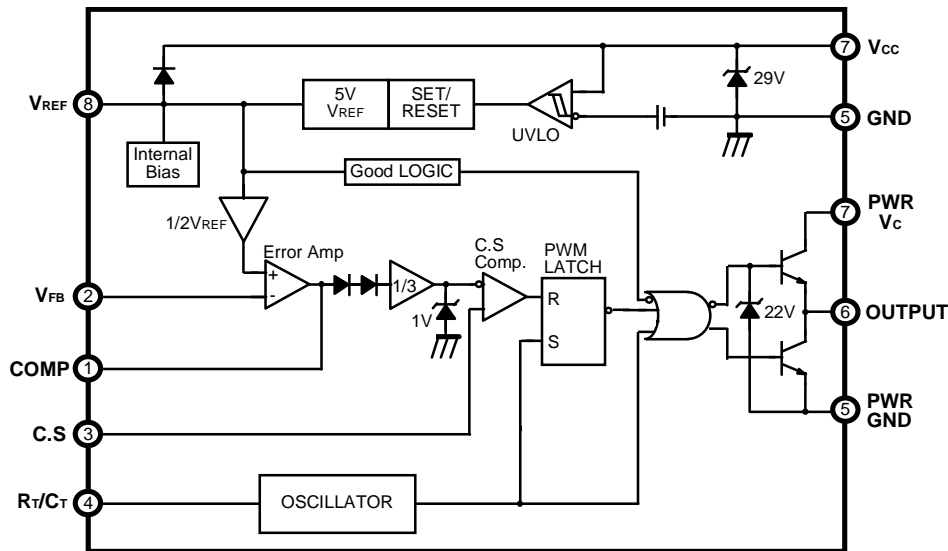 7 Vcc
29V
5V
VREF
SET/
RESET
UVLO
VREF 8
5 GND
Internal
Bias
Good LOGIC
1/2VREF
PWR
7 Vc
Error Amp
C.S
Comp.
PWM
LATCH
+
-
1/3
VFB 2
R
1V
22V
6 OUTPUT
S
COMP 1
PWR
5 GND
C.S 3
RT/CT 4
OSCILLATOR